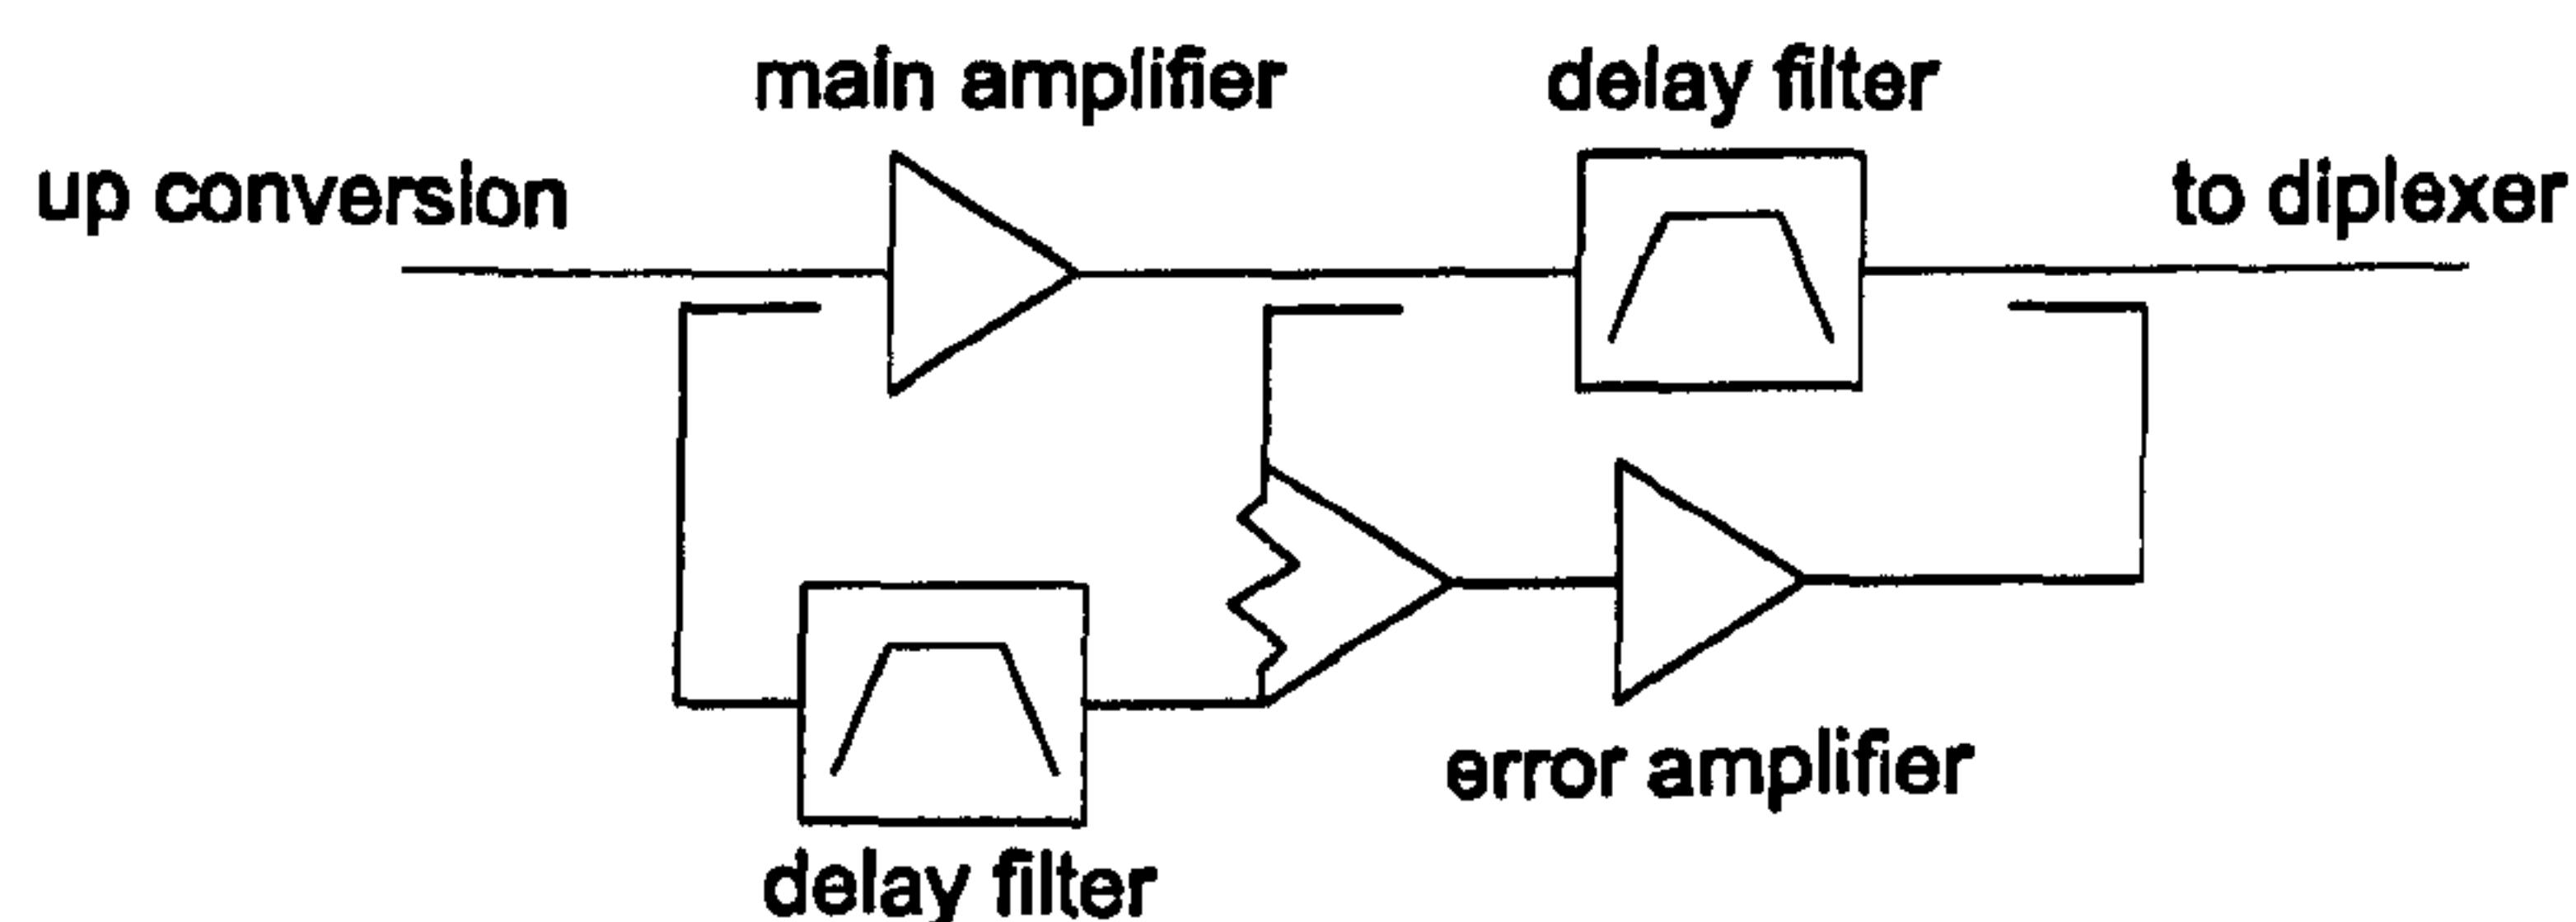 main amplifier
delay filter
up conversion
to diplexer
error amplifier
delay filter